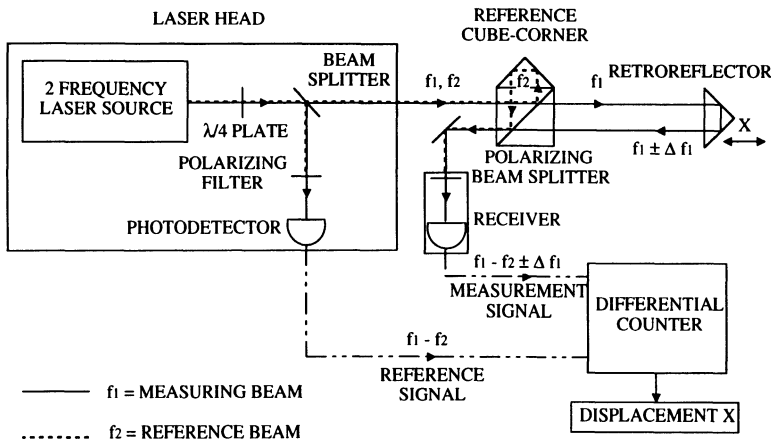 LASER HEAD
REFERENCE
CUBE-CORNER
2 FREQUENCY
LASER SOURCE
BEAM
SPLITTER
f1, f2
f2
f1
RETROREFLECTOR
λ/4 PLATE
X
f1 ± Δ f1
POLARIZING
FILTER
POLARIZING
BEAM SPLITTER
PHOTODETECTOR
RECEIVER
f1 - f2 ± Δ f1
MEASUREMENT
SIGNAL
DIFFERENTIAL
COUNTER
f1 - f2
REFERENCE
SIGNAL
f1 = MEASURING BEAM
f2 = REFERENCE BEAM
DISPLACEMENT X